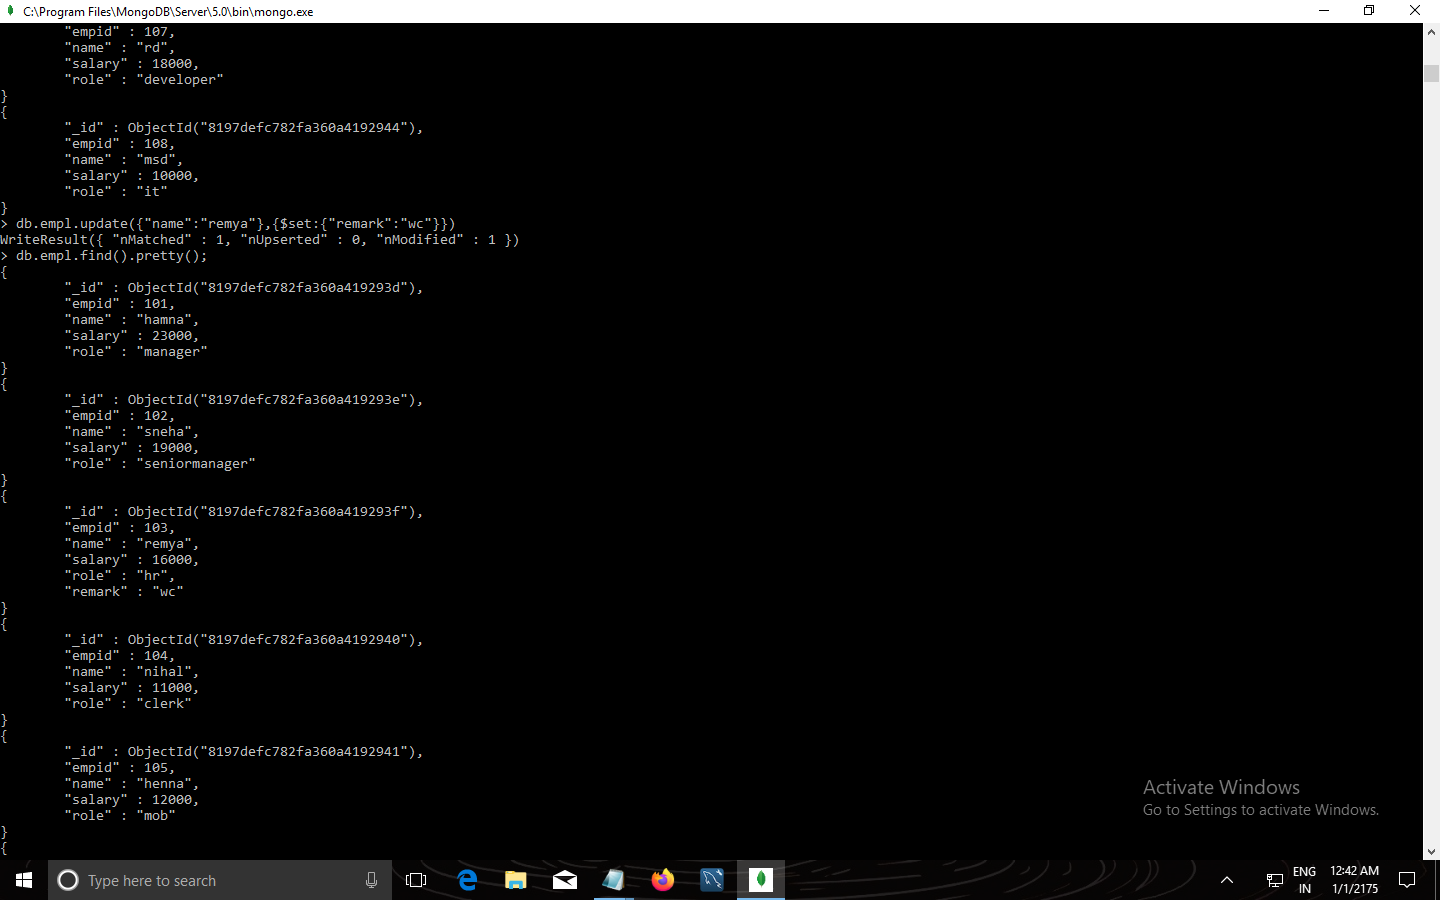 C:\Program Files\MongoDB\Server\5.0\bin\mongo.exe
"empid" : 107,
"name" : "rd",
"salary" : 18000,
"role" : "developer"
}
{
"_id" : ObjectId("8197defc782fa360a4192944"),
"empid" : 108,
"name" : "msd",
"salary" : 10000,
"role" : "it"
}
> db.empl.update({"name":"remya"},{$set:{"remark":"wc"}})
WriteResult({ "nMatched" : 1, "nUpserted" : 0, "nModified" : 1 })
> db.empl.find().pretty();
{
"_id" : ObjectId("8197defc782fa360a419293d"),
"empid" : 101,
"name" : "hamna",
"salary" : 23000,
"role" : "manager"
}
{
"_id" : ObjectId("8197defc782fa360a419293e"),
"empid" : 102,
"name" : "sneha",
"salary" : 19000,
"role" : "seniormanager"
}
{
"_id" : ObjectId("8197defc782fa360a419293f"),
"empid" : 103,
"name" : "remya",
"salary" : 16000,
"role" : "hr",
"remark" : "wc"
}
{
"_id" : ObjectId("8197defc782fa360a4192940"),
"empid" : 104,
"name" : "nihal",
"salary" : 11000,
"role" : "clerk"
}
{
"_id" : ObjectId("8197defc782fa360a4192941"),
"empid" : 105,
"name" : "henna",
"salary" : 12000,
"role" : "mob"
}
{
Activate Windows
Go to Settings to activate Windows.
Type here to search
ENG
IN
12:42 AM
1/1/2175